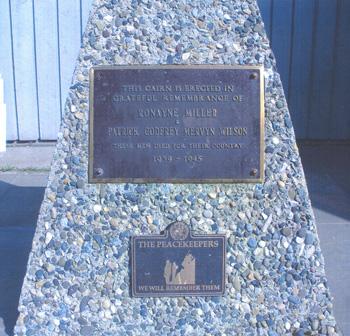 THIS CAIRN IS ERECTED IN
GRATEFUL REMEMBRANCE OF
RONAYNE MILLER
&
PATRICK GODFREY MERVYN WILSON
THESE MEN DIED FOR THEIR COUNTRY
1939 - 1945
THE PEACEKEEPERS
WE WILL REMEMBER THEM